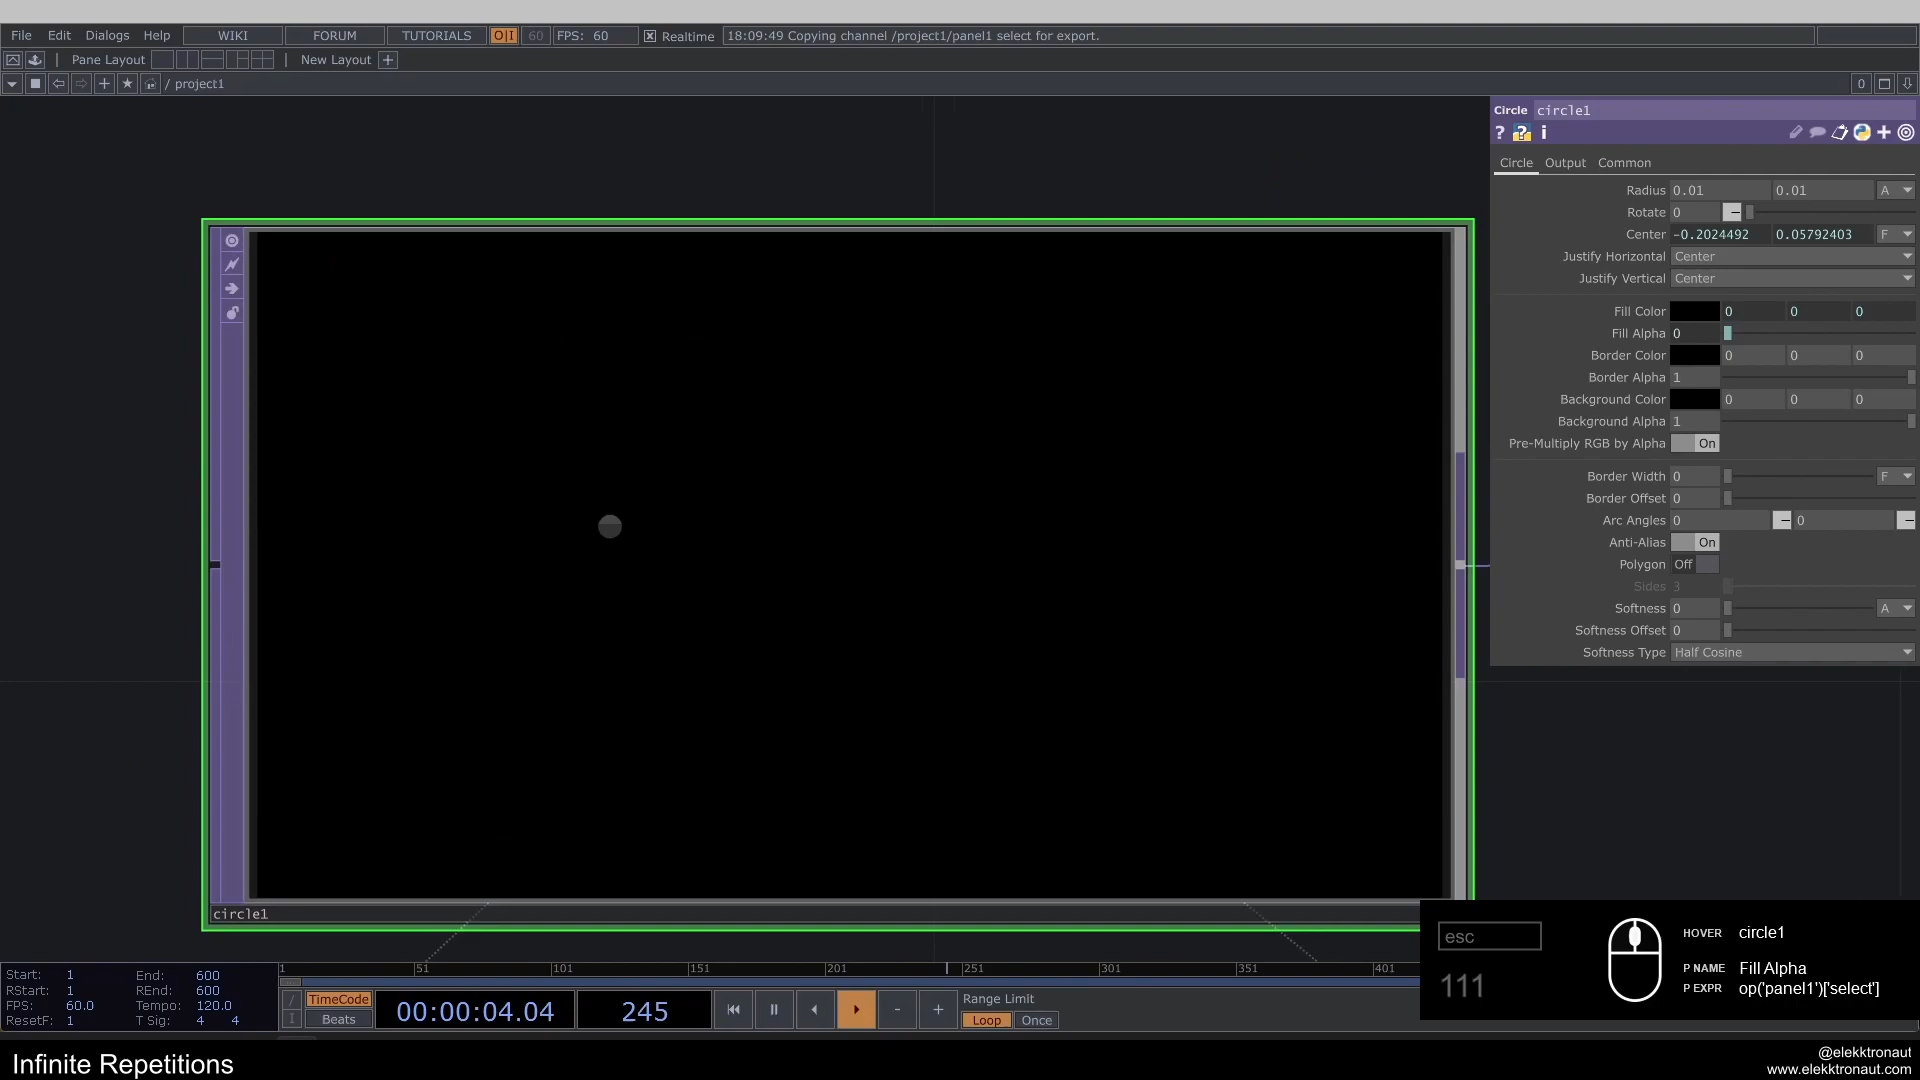 File Edit Dialogs Help WIKI FORUM TUTORIALS O|I 60 FPS: 60 Realtime 18:09:49 Copying channel /project1/panel1 select for export.
Pane Layout New Layout +
/ project1 0
Circle circle1
? ? i
Circle Output Common
Radius 0.01 0.01 A
Rotate 0
Center -0.2024492 0.05792403 F
Justify Horizontal Center
Justify Vertical Center
Fill Color 0 0 0
Fill Alpha 0
Border Color 0 0 0
Border Alpha 1
Background Color 0 0 0
Background Alpha 1
Pre-Multiply RGB by Alpha On
Border Width 0 F
Border Offset 0
Arc Angles 0 0
Anti-Alias On
Polygon Off
Sides 3
Softness 0 A
Softness Offset 0
Softness Type Half Cosine
circle1
esc
111
HOVER circle1
P NAME Fill Alpha
P EXPR op('panel1')['select']
1 51 101 151 201 251 301 351 401
Start: 1 End: 600
RStart: 1 REnd: 600
FPS: 60.0 Tempo: 120.0
ResetF: 1 T Sig: 4 4
TimeCode
Beats
00:00:04.04 245
- +
Range Limit
Loop Once
Infinite Repetitions
@elekktronaut
www.elekktronaut.com